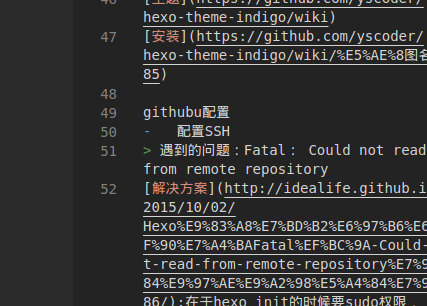 46 [主题](https://github.com/yscoder/
hexo-theme-indigo/wiki)
47 [安装](https://github.com/yscoder/
hexo-theme-indigo/wiki/%E5%AE%8图各
85)
48
49 githubu配置
50 - 配置SSH
51 > 遇到的问题：Fatal： Could not read
from remote repository
52 [解决方案](http://idealife.github.i
2015/10/02/
Hexo%E9%83%A8%E7%BD%B2%E6%97%B6%E6
F%90%E7%A4%BAFatal%EF%BC%9A-Could-
t-read-from-remote-repository%E7%9
84%E9%97%AE%E9%A2%98%E5%A4%84%E7%9
86/);在于hexo init的时候要sudo权限，